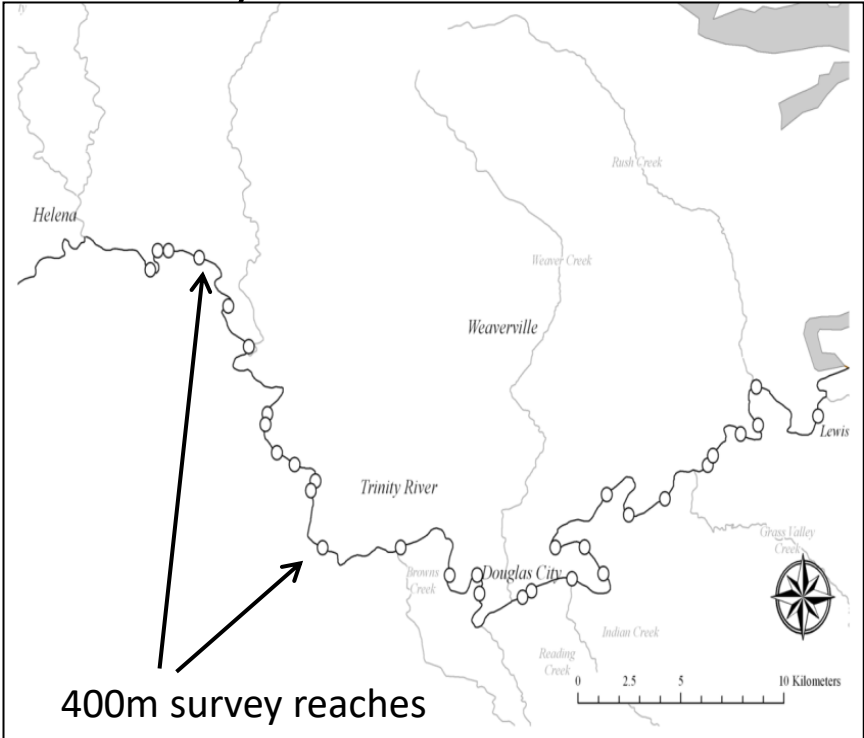 Rush Creek
Helena
Weaver Creek
Weaverville
Lewis
Trinity River
Grass Valley
Creek
Browns
Creek
Douglas City
Indian Creek
Reading
Creek
0 2.5 5 10 Kilometers
400m survey reaches